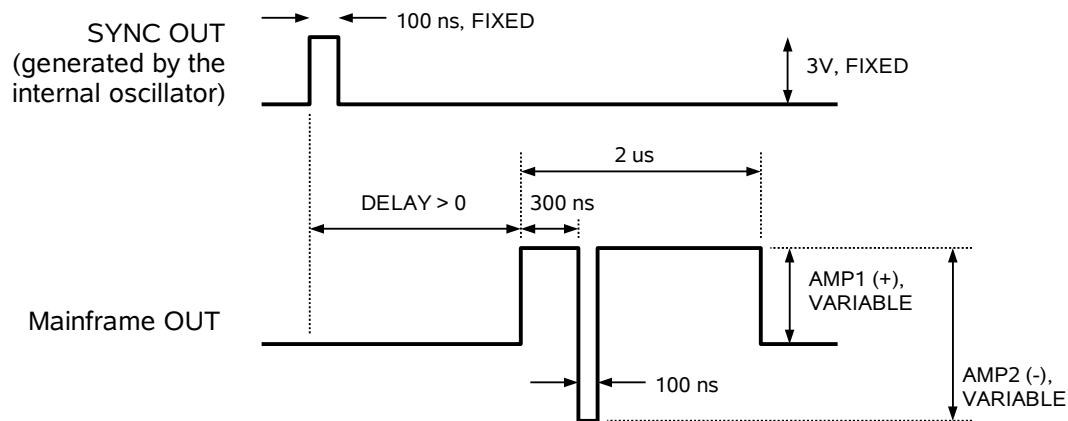 SYNC OUT
(generated by the
internal oscillator)
100 ns, FIXED
3V, FIXED
2 us
DELAY > 0
300 ns
Mainframe OUT
AMP1 (+),
VARIABLE
100 ns
AMP2 (-),
VARIABLE